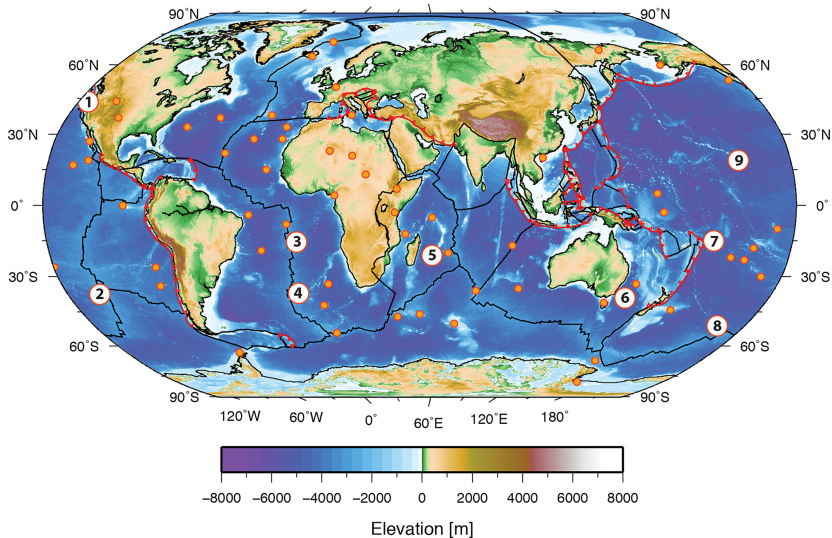 90°N 90°N
60°N 60°N
1
30°N 30°N
9
0° 0°
3 7
5
30°S 30°S
2 4 6
8
60°S 60°S
90°S 90°S
120°W 60°W 0° 60°E 120°E 180°
−8000 −6000 −4000 −2000 0 2000 4000 6000 8000
Elevation [m]